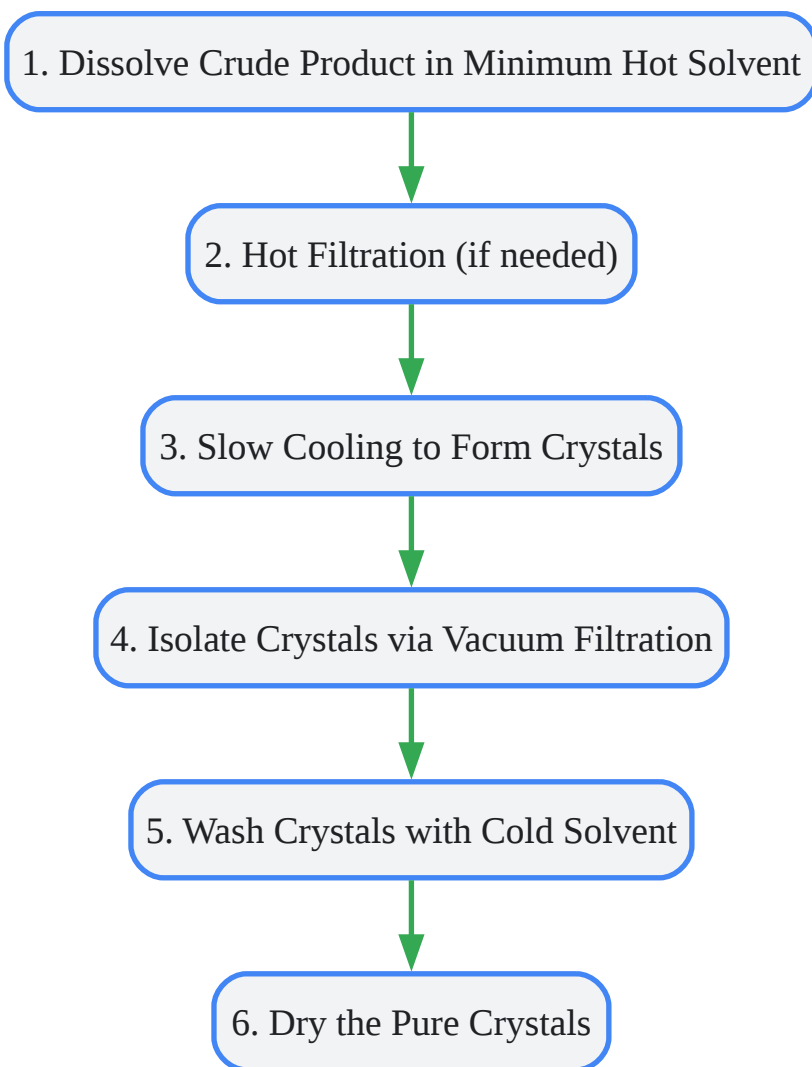 1. Dissolve Crude Product in Minimum Hot Solvent
2. Hot Filtration (if needed)
3. Slow Cooling to Form Crystals
4. Isolate Crystals via Vacuum Filtration
5. Wash Crystals with Cold Solvent
6. Dry the Pure Crystals